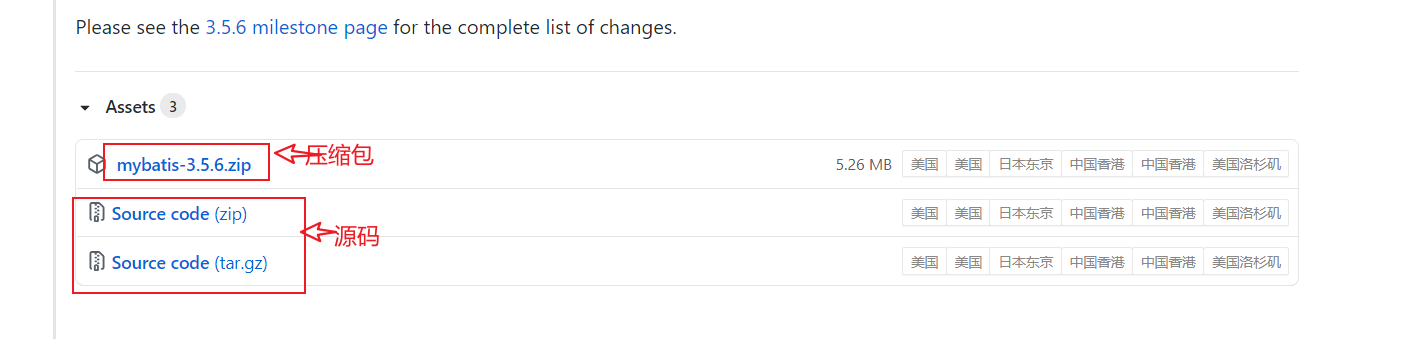 Please see the 3.5.6 milestone page for the complete list of changes.
Assets 3
mybatis-3.5.6.zip 压缩包 5.26 MB 美国 美国 日本东京 中国香港 中国香港 美国洛杉矶
Source code (zip) 美国 美国 日本东京 中国香港 中国香港 美国洛杉矶
源码
Source code (tar.gz) 美国 美国 日本东京 中国香港 中国香港 美国洛杉矶